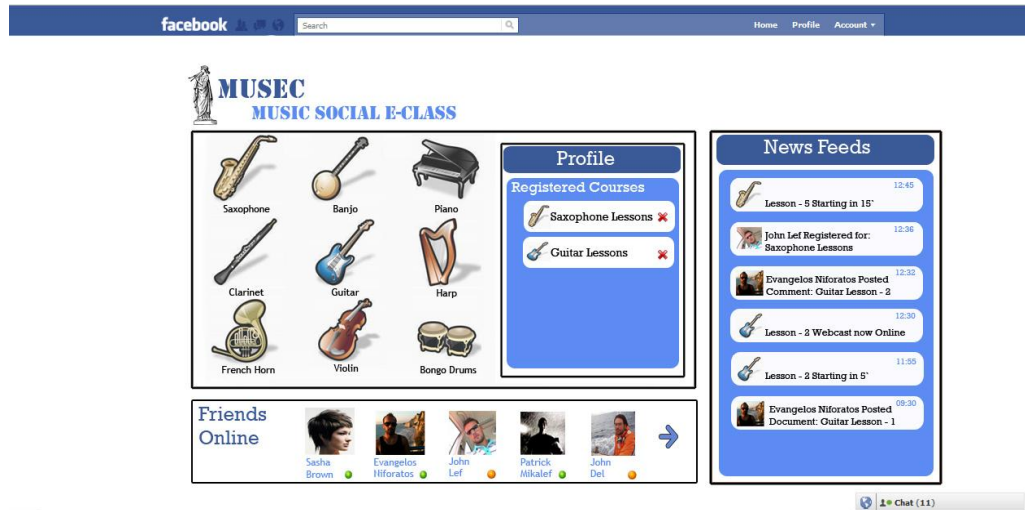 facebook
Search
Home Profile Account
MUSEC
MUSIC SOCIAL E-CLASS
Saxophone
Banjo
Piano
Clarinet
Guitar
Harp
French Horn
Violin
Bongo Drums
Profile
Registered Courses
Saxophone Lessons
Guitar Lessons
News Feeds
12:45
Lesson - 5 Starting in 15`
12:36
John Lef Registered for:
Saxophone Lessons
12:32
Evangelos Niforatos Posted
Comment: Guitar Lesson - 2
12:30
Lesson - 2 Webcast now Online
11:55
Lesson - 2 Starting in 5`
09:30
Evangelos Niforatos Posted
Document: Guitar Lesson - 1
Friends
Online
Sasha
Brown
Evangelos
Niforatos
John
Lef
Patrick
Mikalef
John
Del
Chat (11)